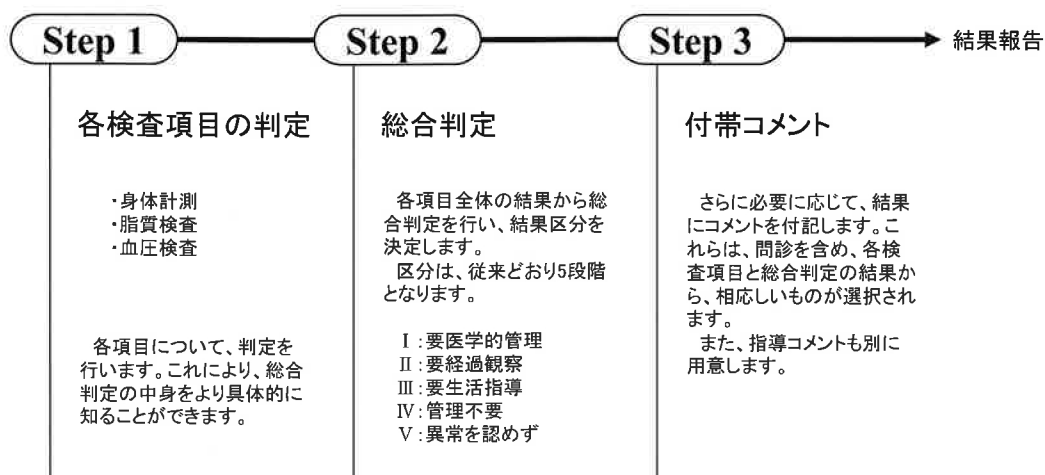 Step 1
Step 2
Step 3
結果報告
各検査項目の判定
・身体計測
・脂質検査
・血圧検査
各項目について、判定を
行います。これにより、総合
判定の中身をより具体的に
知ることができます。
総合判定
各項目全体の結果から総
合判定を行い、結果区分を
決定します。
区分は、従来どおり5段階
となります。
Ⅰ:要医学的管理
Ⅱ:要経過観察
Ⅲ:要生活指導
Ⅳ:管理不要
Ⅴ:異常を認めず
付帯コメント
さらに必要に応じて、結果
にコメントを付記します。こ
れらは、問診を含め、各検
査項目と総合判定の結果か
ら、相応しいものが選択され
ます。
また、指導コメントも別に
用意します。